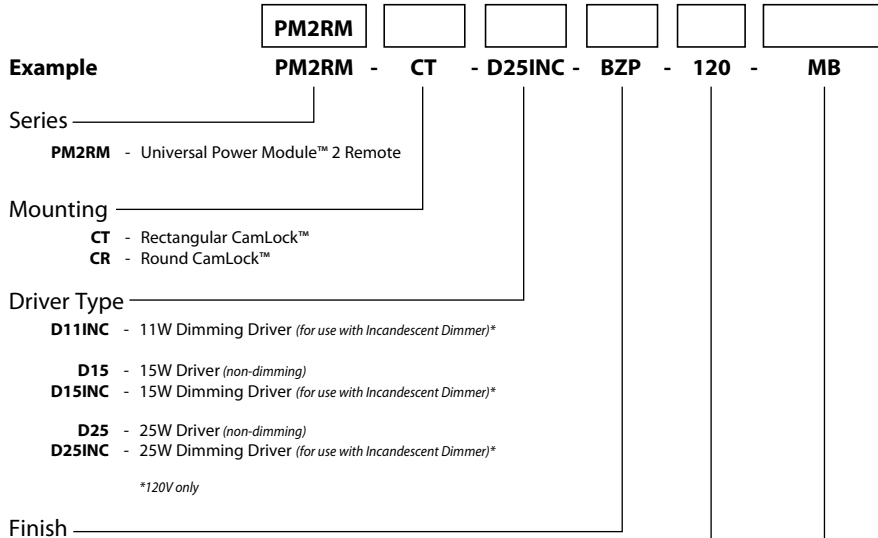 PM2RM
Example PM2RM - CT - D25INC - BZP - 120 - MB
Series
PM2RM - Universal Power Module™ 2 Remote
Mounting
CT - Rectangular CamLock™
CR - Round CamLock™
Driver Type
D11INC - 11W Dimming Driver (for use with Incandescent Dimmer)*
D15 - 15W Driver (non-dimming)
D15INC - 15W Dimming Driver (for use with Incandescent Dimmer)*
D25 - 25W Driver (non-dimming)
D25INC - 25W Dimming Driver (for use with Incandescent Dimmer)*
*120V only
Finish